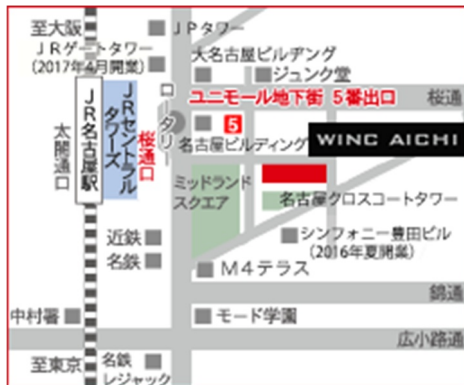 至大阪
JPタワー
JRゲートタワー
(2017年4月開業)
大名古屋ビルヂング
ジュンク堂
ロータリー
ユニモール地下街 5番出口
桜通
JR名古屋駅
JRセントラル
タワーズ
桜通口
太閤通口
5
名古屋ビルディング
WINC AICHI
ミッドランド
スクエア
名古屋クロスコートタワー
近鉄
名鉄
シンフォニー豊田ビル
(2016年夏開業)
M4テラス
錦通
中村署
モード学園
広小路通
至東京
名鉄
レジャック